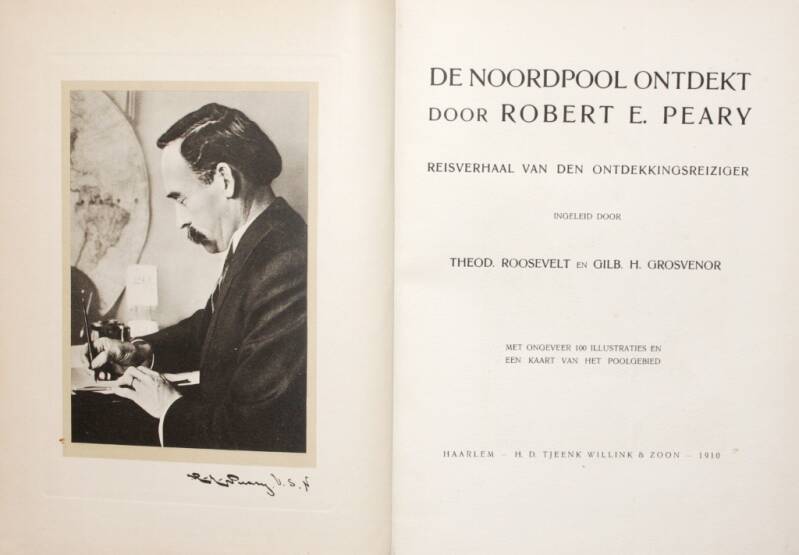 DE NOORDPOOL ONTDEKT
DOOR ROBERT E. PEARY
REISVERHAAL VAN DEN ONTDEKKINGSREIZIGER
INGELEID DOOR
THEOD. ROOSEVELT EN GILB. H. GROSVENOR
MET ONGEVEER 100 ILLUSTRATIES EN
EEN KAART VAN HET POOLGEBIED
HAARLEM – H. D. TJEENK WILLINK & ZOON – 1910
Peary, U.S.N